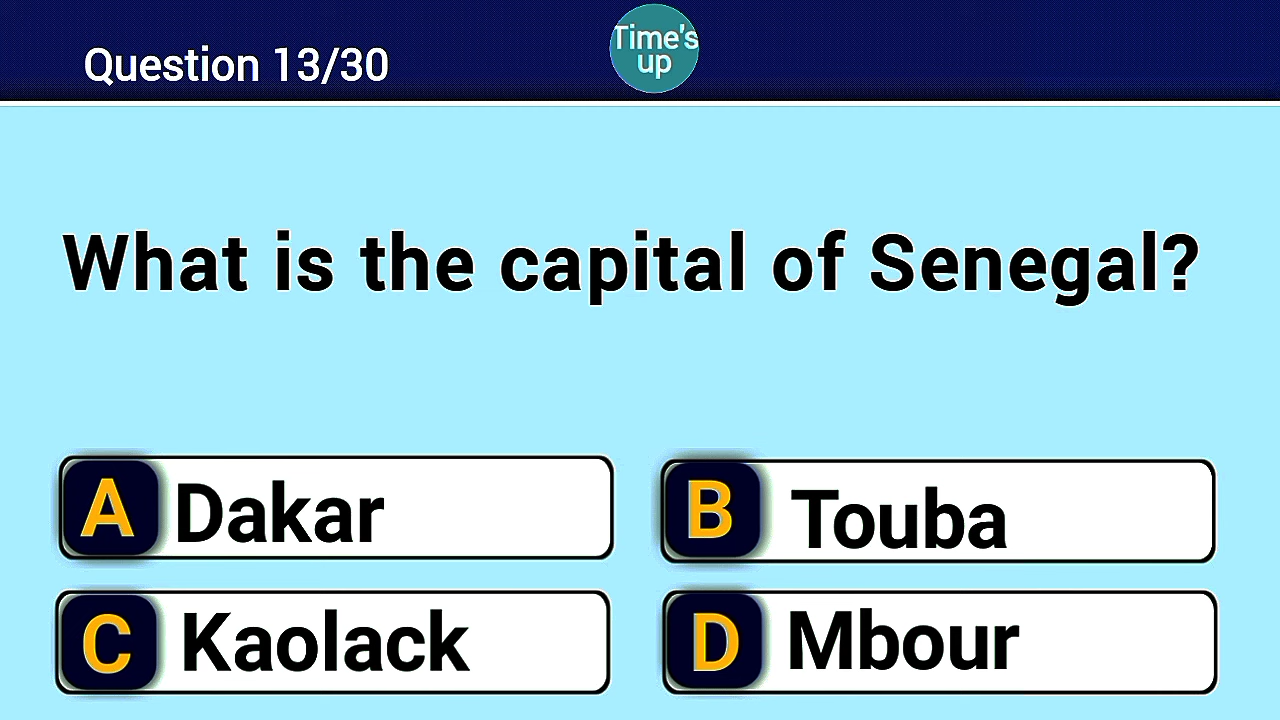 Question 13/30
Time's
up
What is the capital of Senegal?
A Dakar
B Touba
C Kaolack
D Mbour